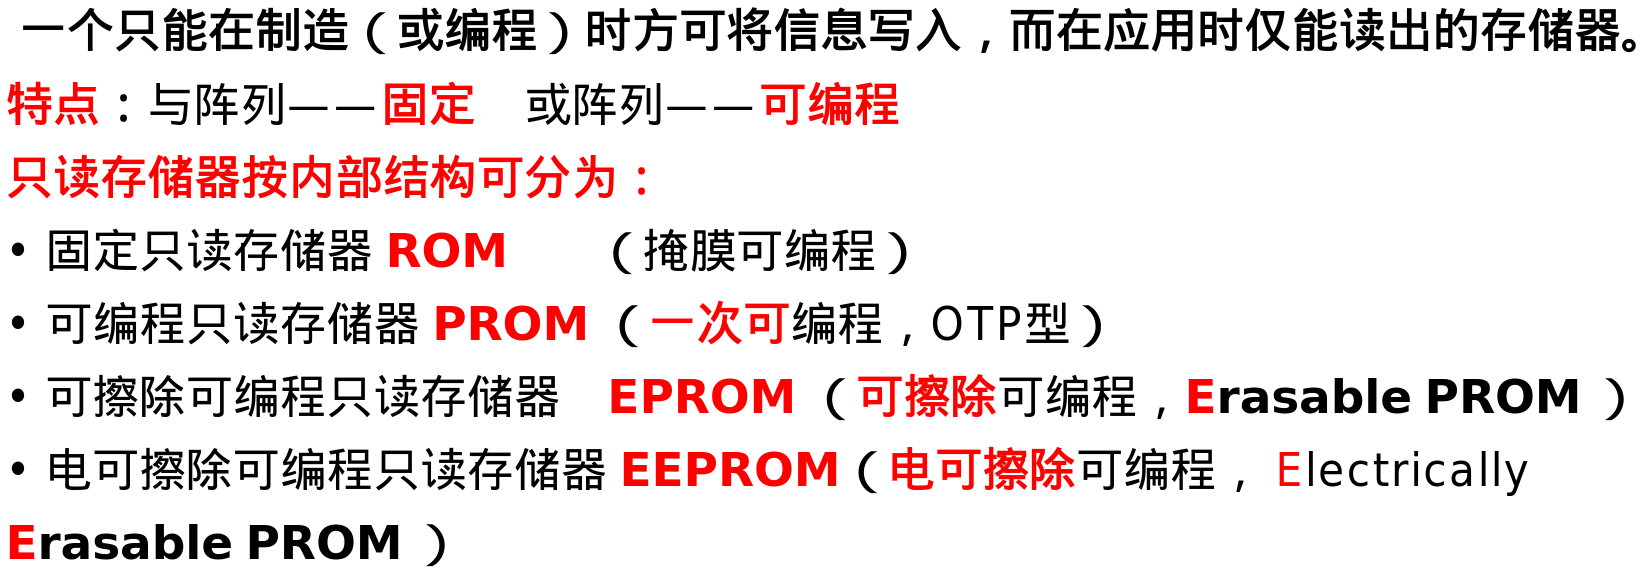 一个只能在制造（或编程）时方可将信息写入，而在应用时仅能读出的存储器。
特点：与阵列——固定　或阵列——可编程
只读存储器按内部结构可分为：
• 固定只读存储器 ROM　　（掩膜可编程）
• 可编程只读存储器 PROM （一次可编程，OTP型）
• 可擦除可编程只读存储器　EPROM （可擦除可编程，Erasable PROM ）
• 电可擦除可编程只读存储器 EEPROM（电可擦除可编程， Electrically
Erasable PROM ）